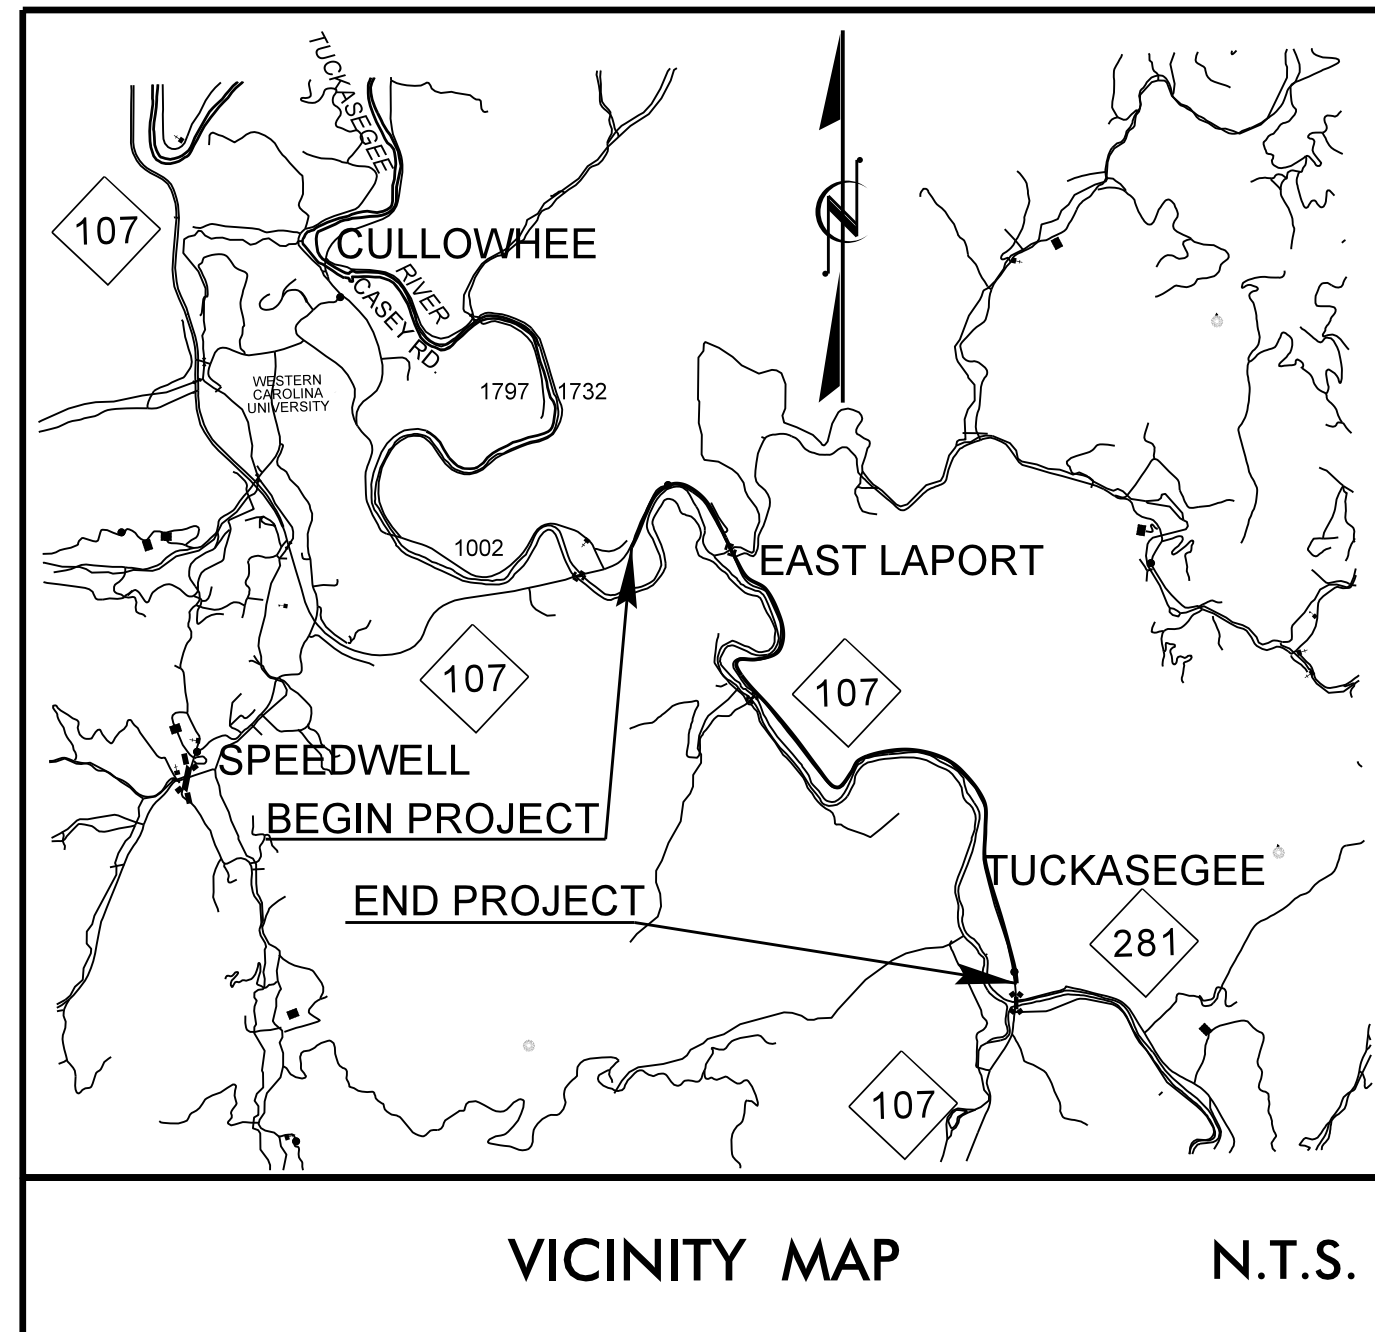 TUCKASEGEE
107
CULLOWHEE
RIVER
CASEY RD.
WESTERN
CAROLINA
UNIVERSITY
1797
1732
N
1002
EAST LAPORT
107
107
SPEEDWELL
BEGIN PROJECT
TUCKASEGEE
END PROJECT
281
107
VICINITY MAP
N.T.S.